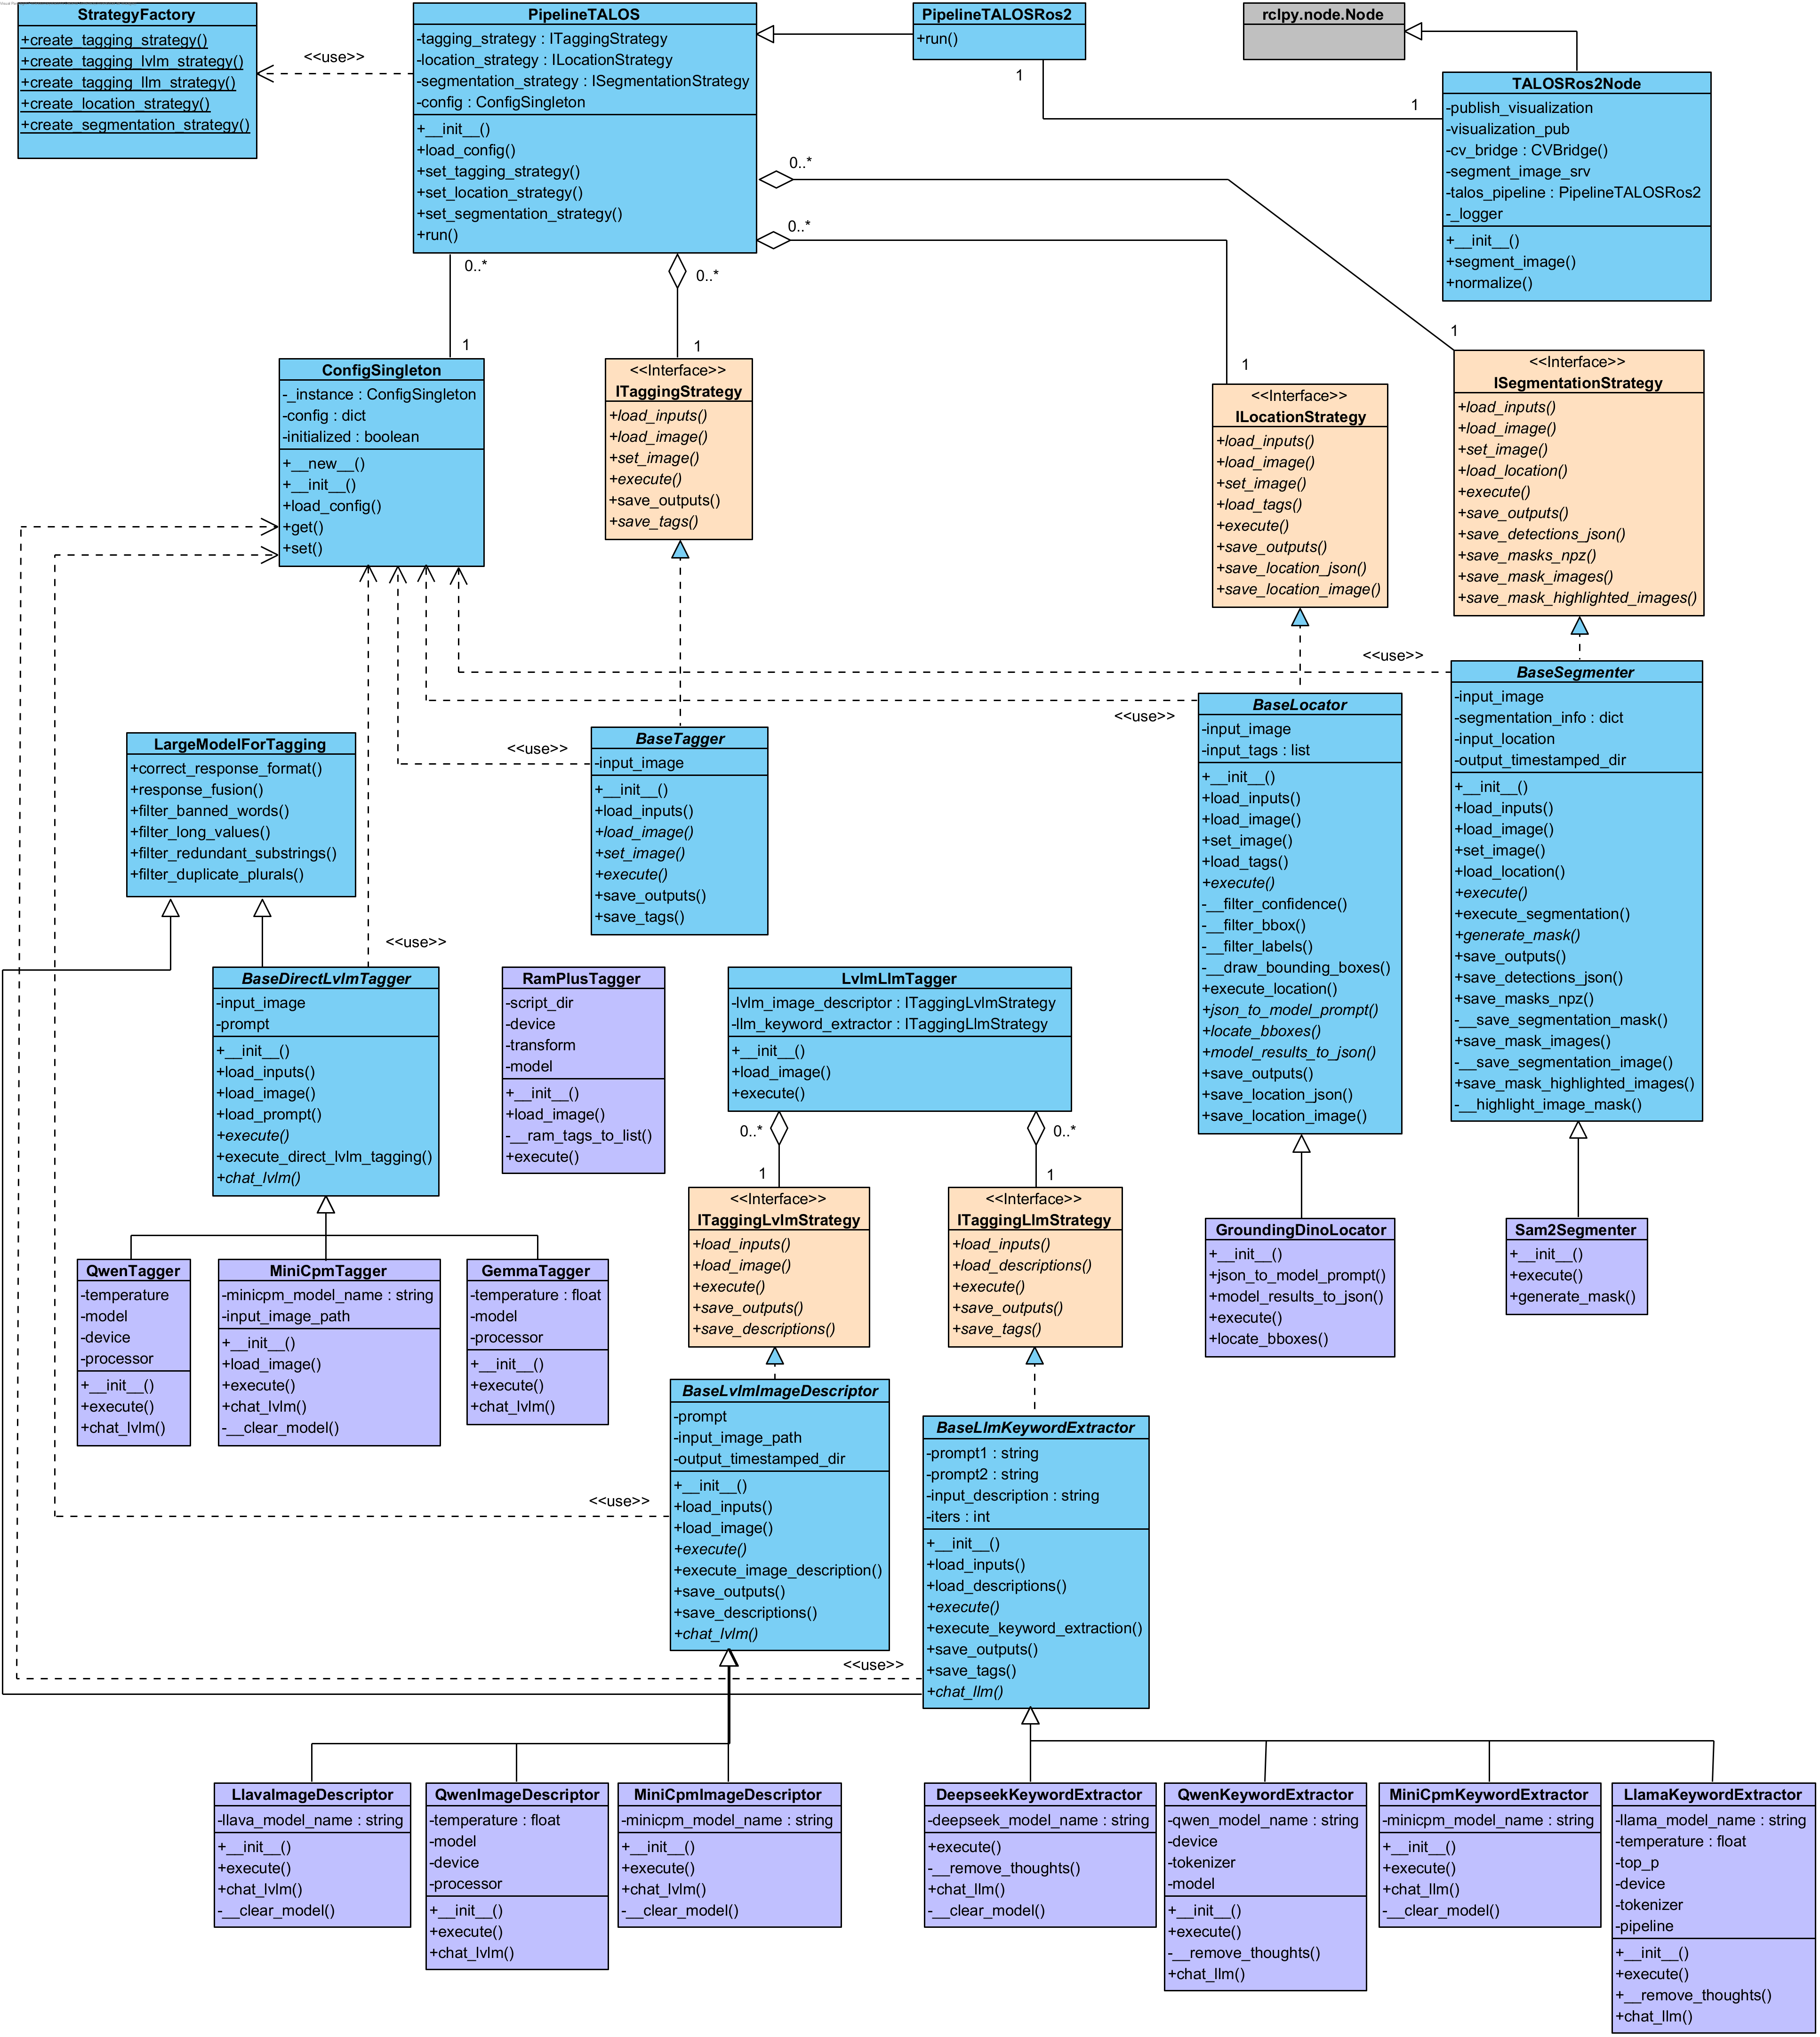 StrategyFactory
+create_tagging_strategy()
+create_tagging_lvlm_strategy()
+create_tagging_llm_strategy()
+create_location_strategy()
+create_segmentation_strategy()
<<use>>
PipelineTALOS
-tagging_strategy : ITaggingStrategy
-location_strategy : ILocationStrategy
-segmentation_strategy : ISegmentationStrategy
-config : ConfigSingleton
+__init__()
+load_config()
+set_tagging_strategy()
+set_location_strategy()
+set_segmentation_strategy()
+run()
PipelineTALOSRos2
+run()
1
1
rclpy.node.Node
TALOSRos2Node
-publish_visualization
-visualization_pub
-cv_bridge : CVBridge()
-segment_image_srv
-talos_pipeline : PipelineTALOSRos2
-_logger
+__init__()
+segment_image()
+normalize()
0..*
0..*
0..*
0..*
1
1
1
1
ConfigSingleton
-_instance : ConfigSingleton
-config : dict
-initialized : boolean
+__new__()
+__init__()
+load_config()
+get()
+set()
<<Interface>>
ITaggingStrategy
+load_inputs()
+load_image()
+set_image()
+execute()
+save_outputs()
+save_tags()
<<Interface>>
ILocationStrategy
+load_inputs()
+load_image()
+set_image()
+load_tags()
+execute()
+save_outputs()
+save_location_json()
+save_location_image()
<<Interface>>
ISegmentationStrategy
+load_inputs()
+load_image()
+set_image()
+load_location()
+execute()
+save_outputs()
+save_detections_json()
+save_masks_npz()
+save_mask_images()
+save_mask_highlighted_images()
<<use>>
<<use>>
<<use>>
<<use>>
LargeModelForTagging
+correct_response_format()
+response_fusion()
+filter_banned_words()
+filter_long_values()
+filter_redundant_substrings()
+filter_duplicate_plurals()
BaseTagger
-input_image
+__init__()
+load_inputs()
+load_image()
+set_image()
+execute()
+save_outputs()
+save_tags()
BaseLocator
-input_image
-input_tags : list
+__init__()
+load_inputs()
+load_image()
+set_image()
+load_tags()
+execute()
-__filter_confidence()
-__filter_bbox()
-__filter_labels()
-__draw_bounding_boxes()
+execute_location()
+json_to_model_prompt()
+locate_bboxes()
+model_results_to_json()
+save_outputs()
+save_location_json()
+save_location_image()
BaseSegmenter
-input_image
-segmentation_info : dict
-input_location
-output_timestamped_dir
+__init__()
+load_inputs()
+load_image()
+set_image()
+load_location()
+execute()
+execute_segmentation()
+generate_mask()
+save_outputs()
+save_detections_json()
+save_masks_npz()
-__save_segmentation_mask()
+save_mask_images()
-__save_segmentation_image()
+save_mask_highlighted_images()
-__highlight_image_mask()
BaseDirectLvlmTagger
-input_image
-prompt
+__init__()
+load_inputs()
+load_image()
+load_prompt()
+execute()
+execute_direct_lvlm_tagging()
+chat_lvlm()
RamPlusTagger
-script_dir
-device
-transform
-model
+__init__()
+load_image()
-__ram_tags_to_list()
+execute()
LvlmLlmTagger
-lvlm_image_descriptor : ITaggingLvlmStrategy
-llm_keyword_extractor : ITaggingLlmStrategy
+__init__()
+load_image()
+execute()
0..*
0..*
1
1
<<Interface>>
ITaggingLvlmStrategy
+load_inputs()
+load_image()
+execute()
+save_outputs()
+save_descriptions()
<<Interface>>
ITaggingLlmStrategy
+load_inputs()
+load_descriptions()
+execute()
+save_outputs()
+save_tags()
GroundingDinoLocator
+__init__()
+json_to_model_prompt()
+model_results_to_json()
+execute()
+locate_bboxes()
Sam2Segmenter
+__init__()
+execute()
+generate_mask()
QwenTagger
-temperature
-model
-device
-processor
+__init__()
+execute()
+chat_lvlm()
MiniCpmTagger
-minicpm_model_name : string
-input_image_path
+__init__()
+load_image()
+execute()
+chat_lvlm()
-__clear_model()
GemmaTagger
-temperature : float
-model
-processor
+__init__()
+execute()
+chat_lvlm()
BaseLvlmImageDescriptor
-prompt
-input_image_path
-output_timestamped_dir
+__init__()
+load_inputs()
+load_image()
+execute()
+execute_image_description()
+save_outputs()
+save_descriptions()
+chat_lvlm()
<<use>>
BaseLlmKeywordExtractor
-prompt1 : string
-prompt2 : string
-input_description : string
-iters : int
+__init__()
+load_inputs()
+load_descriptions()
+execute()
+execute_keyword_extraction()
+save_outputs()
+save_tags()
+chat_llm()
<<use>>
LlavaImageDescriptor
-llava_model_name : string
+__init__()
+execute()
+chat_lvlm()
-__clear_model()
QwenImageDescriptor
-temperature : float
-model
-device
-processor
+__init__()
+execute()
+chat_lvlm()
MiniCpmImageDescriptor
-minicpm_model_name : string
+__init__()
+execute()
+chat_lvlm()
-__clear_model()
DeepseekKeywordExtractor
-deepseek_model_name : string
+execute()
-__remove_thoughts()
+chat_llm()
-__clear_model()
QwenKeywordExtractor
-qwen_model_name : string
-device
-tokenizer
-model
+__init__()
+execute()
-__remove_thoughts()
+chat_llm()
MiniCpmKeywordExtractor
-minicpm_model_name : string
+__init__()
+execute()
+chat_llm()
-__clear_model()
LlamaKeywordExtractor
-llama_model_name : string
-temperature : float
-top_p
-device
-tokenizer
-pipeline
+__init__()
+execute()
+__remove_thoughts()
+chat_llm()